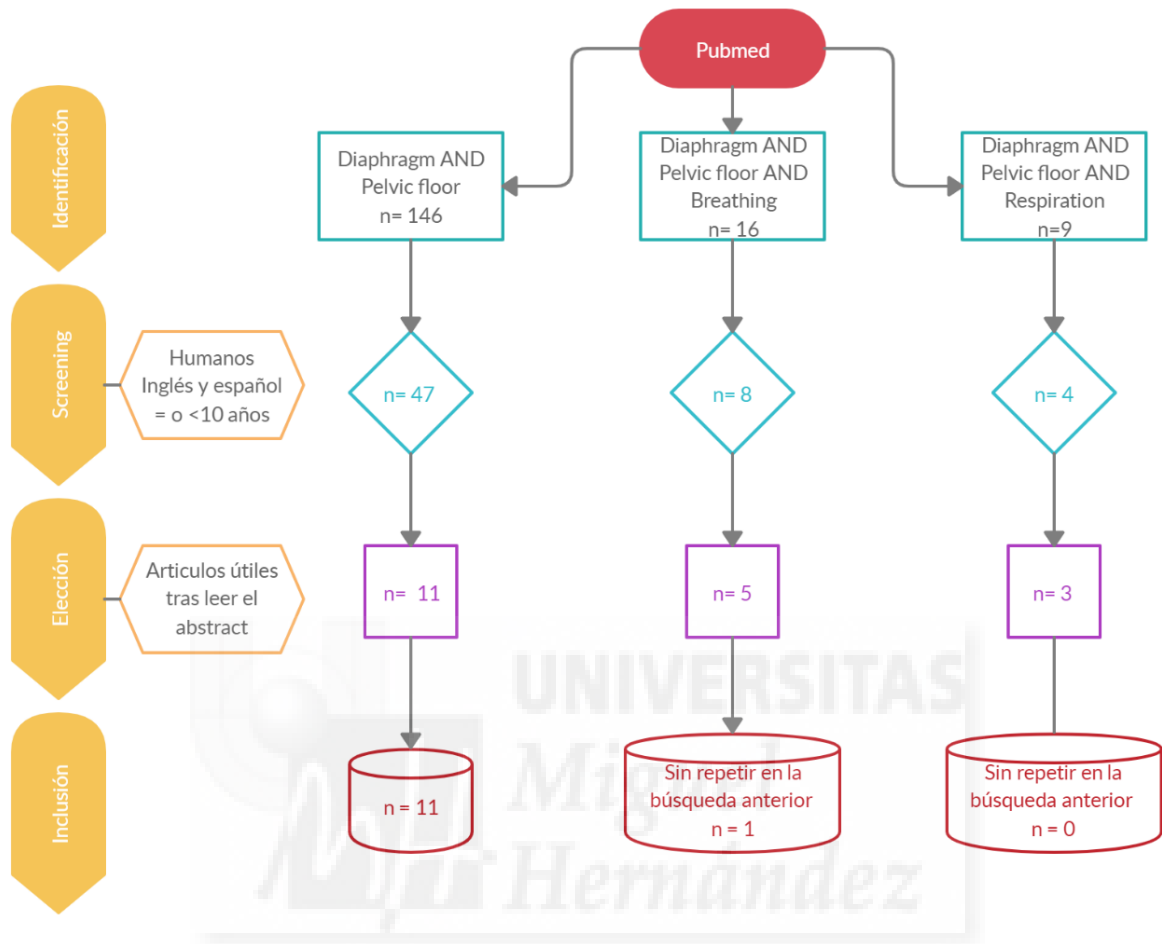 Pubmed
Identificación
Diaphragm AND
Pelvic floor
n= 146
Diaphragm AND
Pelvic floor AND
Breathing
n= 16
Diaphragm AND
Pelvic floor AND
Respiration
n=9
Screening
Humanos
Inglés y español
= o <10 años
n= 47
n= 8
n= 4
Elección
Articulos útiles
tras leer el
abstract
n= 11
n= 5
n= 3
Inclusión
n = 11
Sin repetir en la
búsqueda anterior
n = 1
Sin repetir en la
búsqueda anterior
n = 0
UNIVERSITAS
Miguel
Hernández